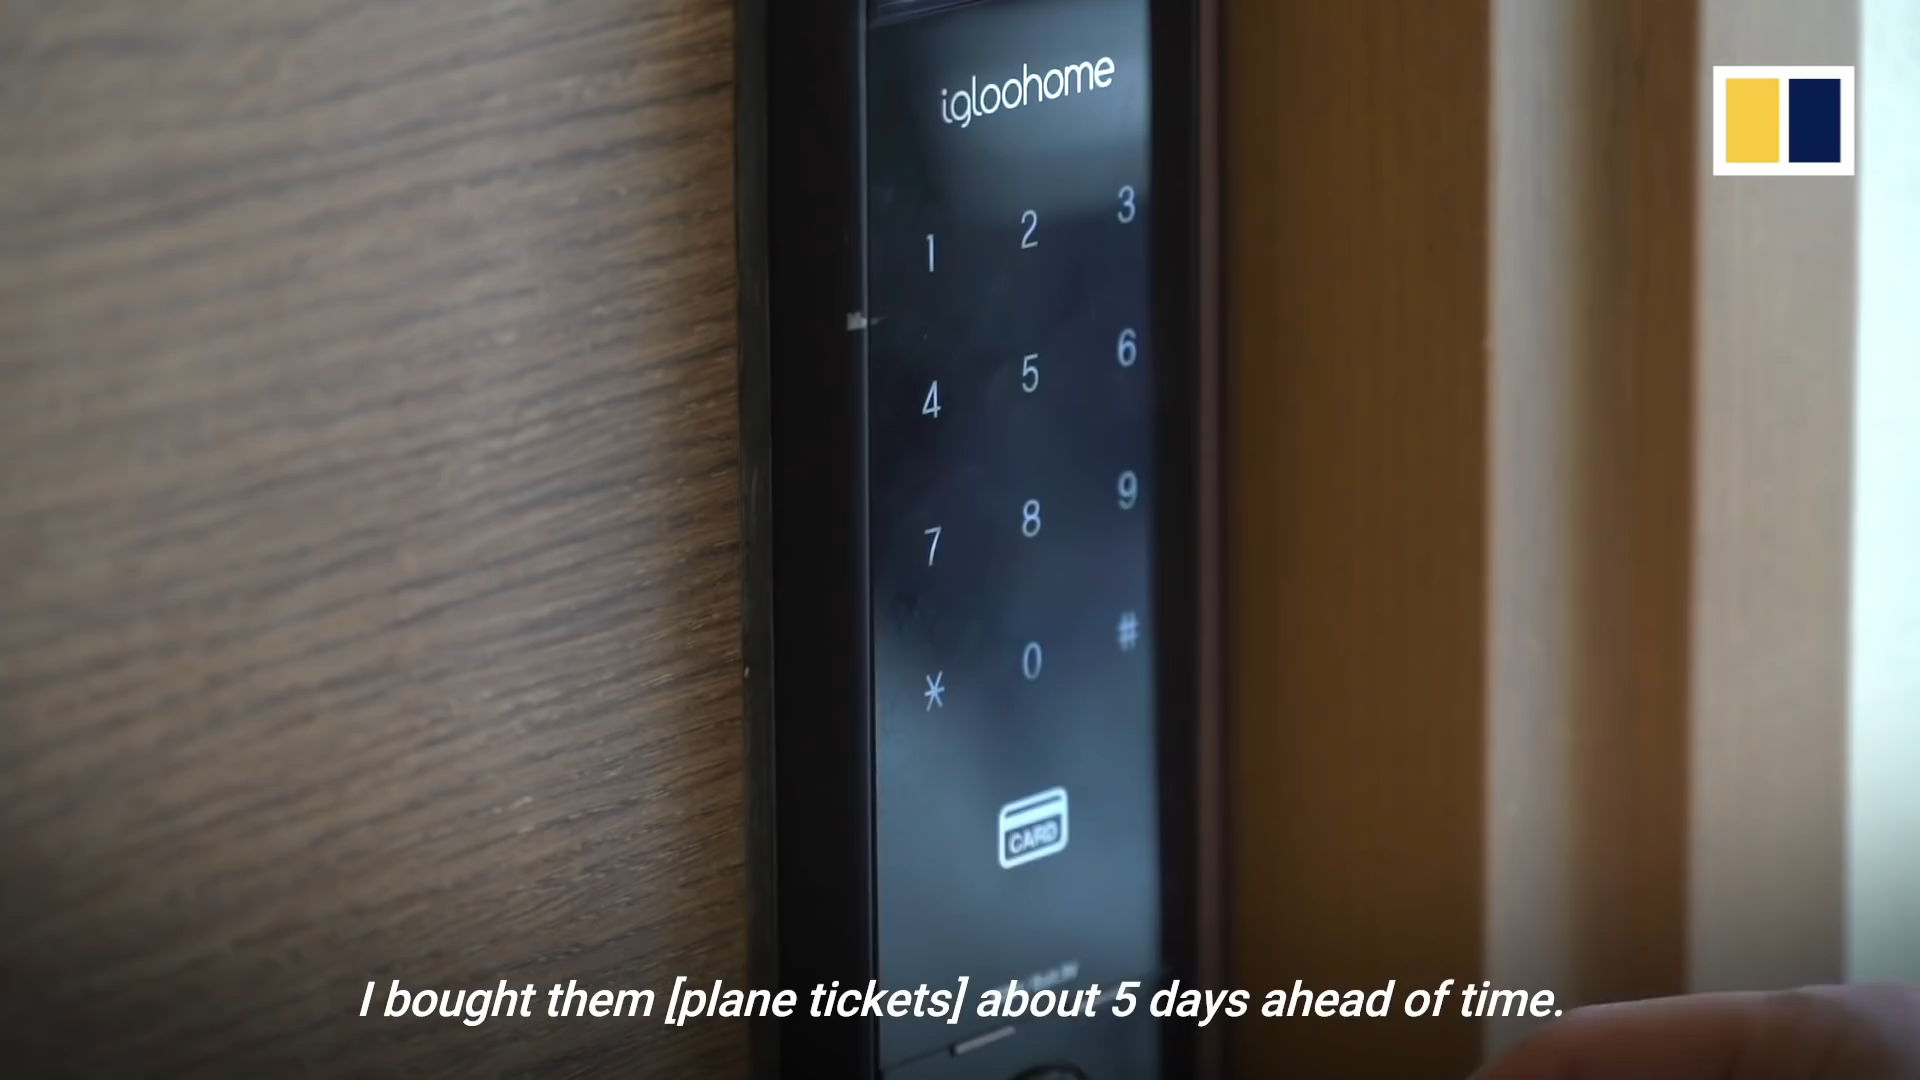 igloohome
1 2 3
4 5 6
7 8 9
* 0 #
CARD
I bought them [plane tickets] about 5 days ahead of time.